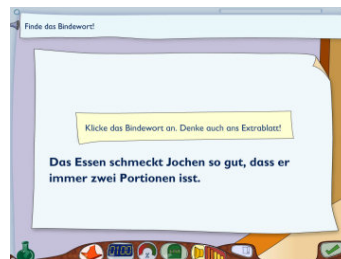 Finde das Bindewort!
Klicke das Bindewort an. Denke auch ans Extrablatt!
Das Essen schmeckt Jochen so gut, dass er
immer zwei Portionen isst.